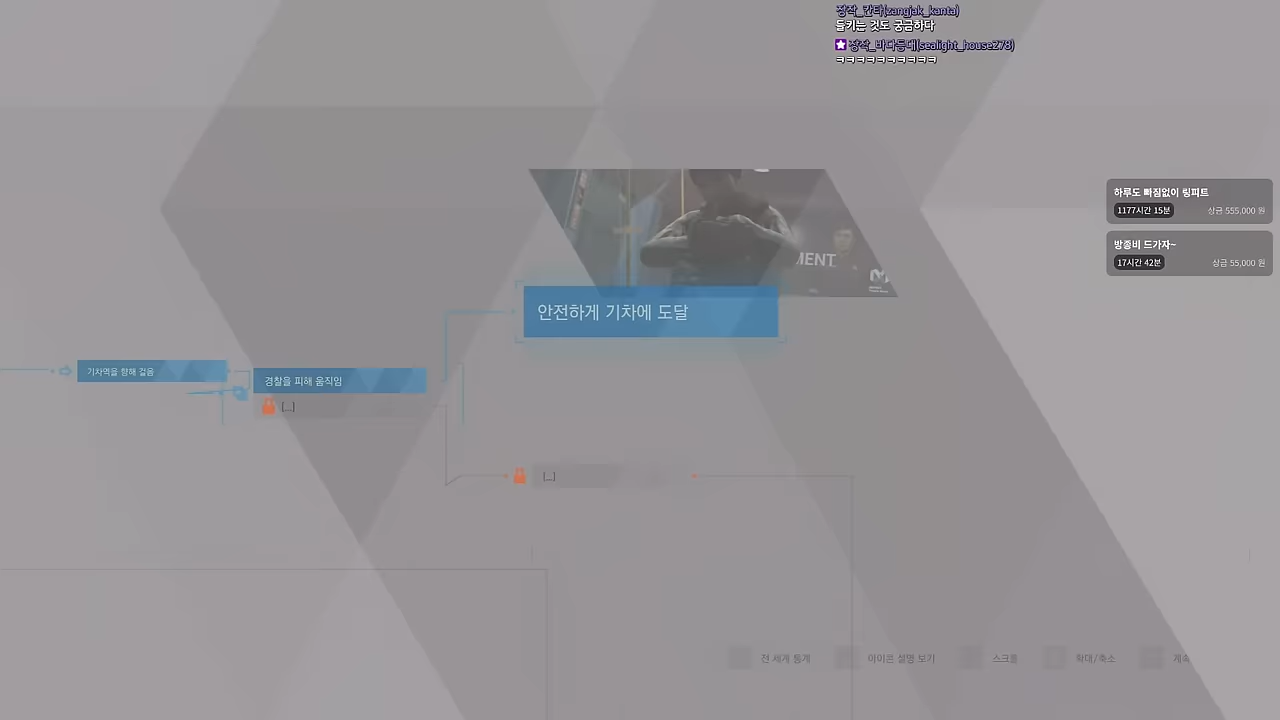 장작_칸타(zangjak_kanta)
들키는 것도 궁금하다
장작_바다등대(sealight_house278)
ㅋㅋㅋㅋㅋㅋㅋㅋㅋㅋ
하루도 빠짐없이 링피트
1177시간 15분
상금 555,000 원
방종비 드가자~
17시간 42분
상금 55,000 원
MENT
안전하게 기차에 도달
기차역을 향해 걸음
경찰을 피해 움직임
[...]
[...]
전 세계 통계
아이콘 설명 보기
스크롤
확대/축소
계속